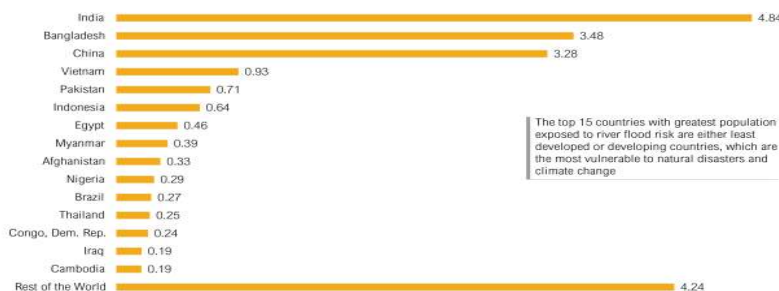 India 4.84
Bangladesh 3.48
China 3.28
Vietnam 0.93
Pakistan 0.71
Indonesia 0.64
Egypt 0.46
Myanmar 0.39
Afghanistan 0.33
Nigeria 0.29
Brazil 0.27
Thailand 0.25
Congo, Dem. Rep. 0.24
Iraq 0.19
Cambodia 0.19
Rest of the World 4.24
The top 15 countries with greatest population
exposed to river flood risk are either least
developed or developing countries, which are
the most vulnerable to natural disasters and
climate change